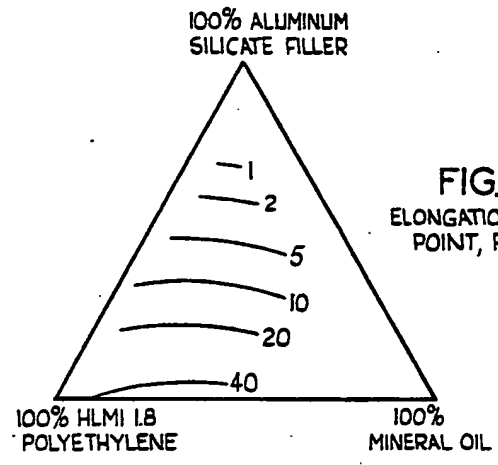 100% ALUMINUM
SILICATE FILLER
1
2
FIG.
ELONGATIO
POINT, P
5
10
20
40
100% HLMI 1.8
POLYETHYLENE
100%
MINERAL OIL